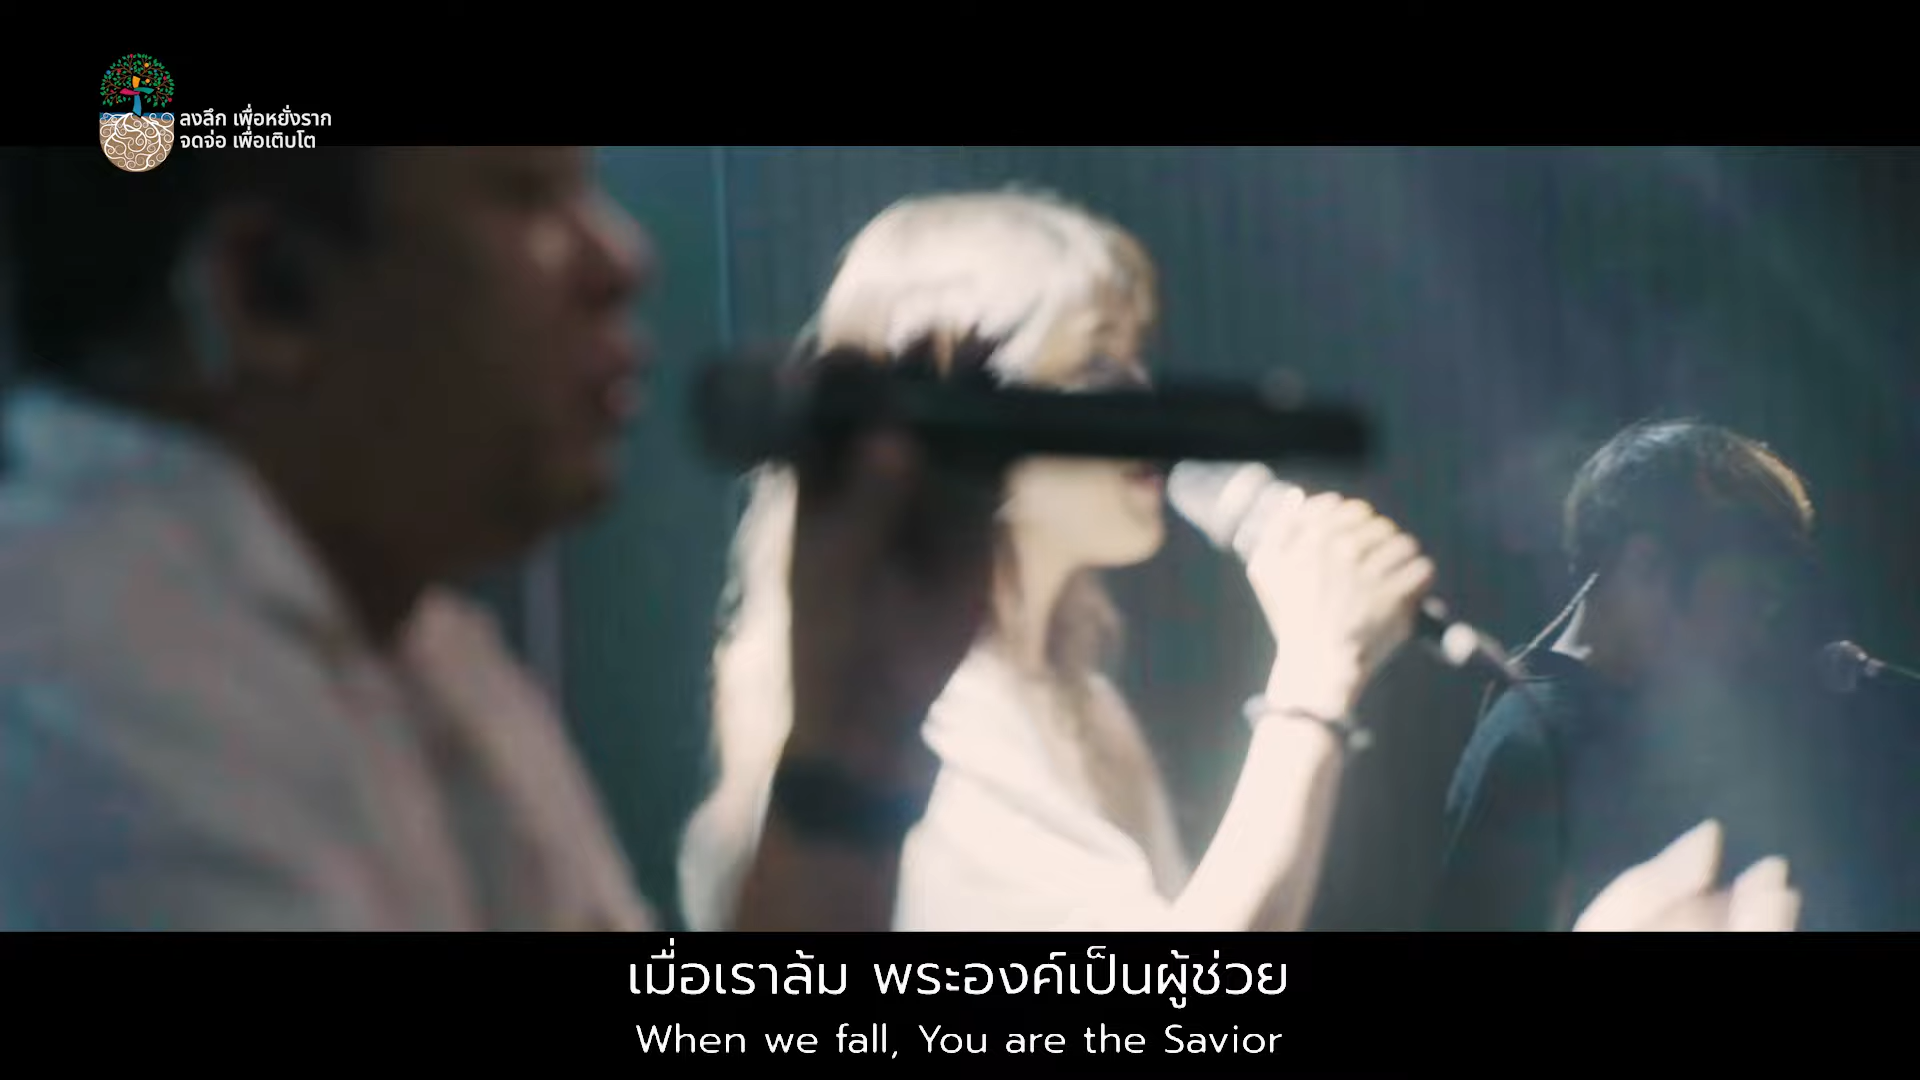 ลงลึก เพื่อหยั่งราก
จดจ่อ เพื่อเติบโต
เมื่อเราล้ม พระองค์เป็นผู้ช่วย
When we fall, You are the Savior